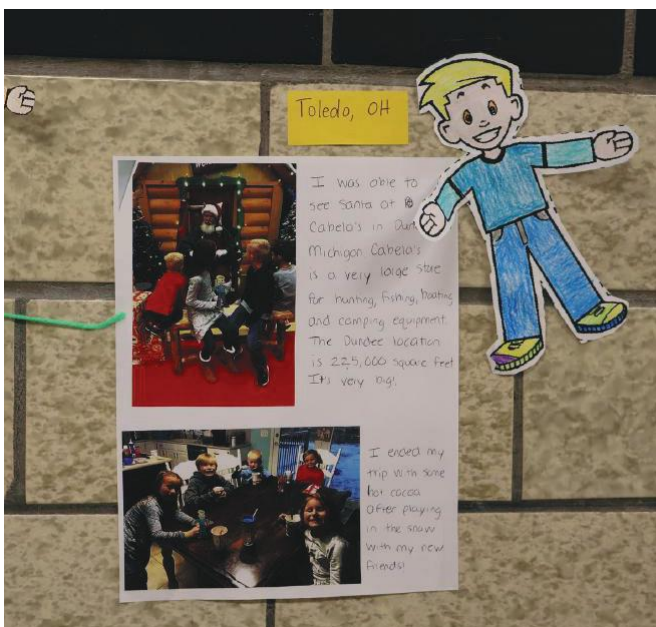 Toledo, OH
I was able to
see Santa at
Cabela's in
Michigan Cabela's
is a very large store
for hunting, fishing, boating
and camping equipment.
The Dundee location
is 225,000 square feet
It's very big!
I ended my
trip with some
hot cocoa
after playing
in the snow
with my new
friends!